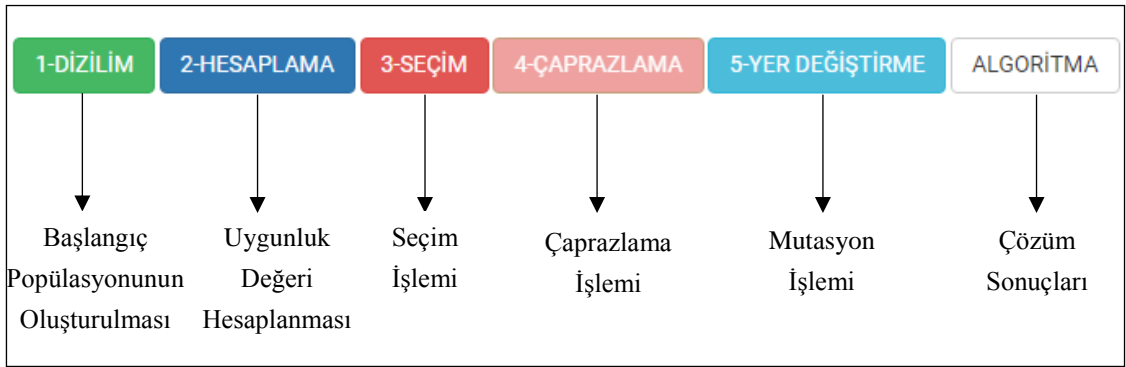 1-DİZİLİM 2-HESAPLAMA 3-SEÇİM 4-ÇAPRAZLAMA 5-YER DEĞİŞTİRME ALGORİTMA
Başlangıç
Popülasyonunun
Oluşturulması
Uygunluk
Değeri
Hesaplanması
Seçim
İşlemi
Çaprazlama
İşlemi
Mutasyon
İşlemi
Çözüm
Sonuçları